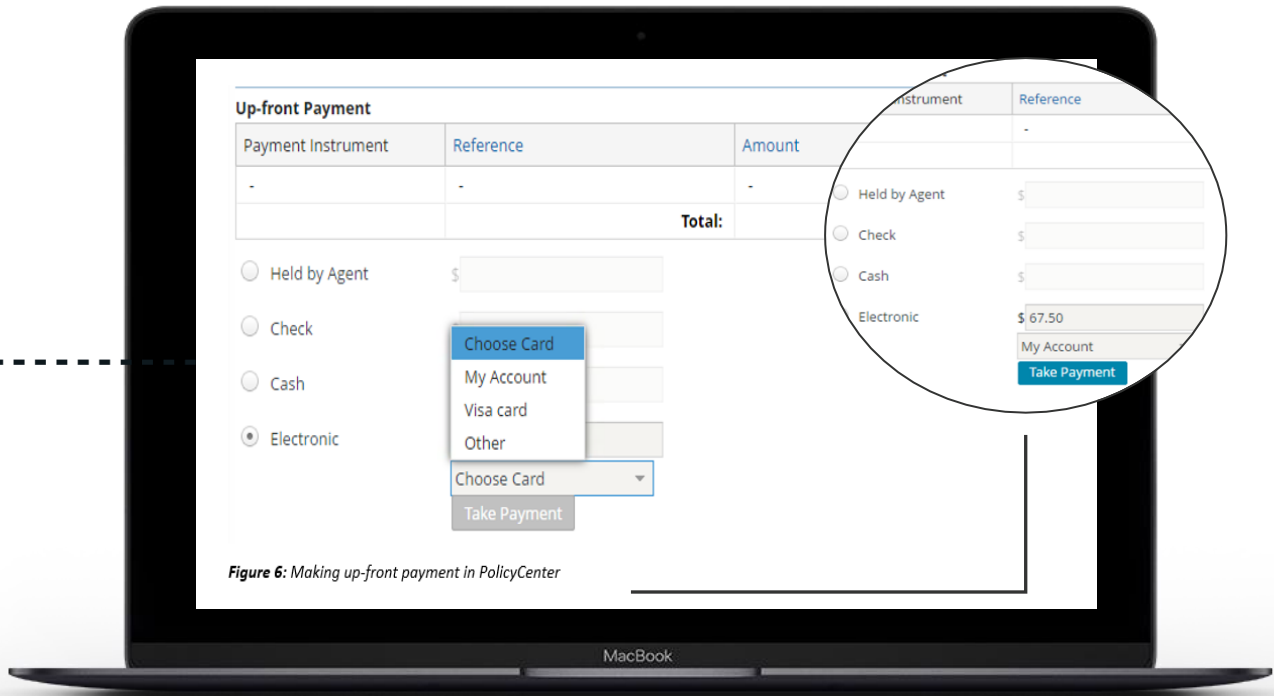 Up-front Payment
Payment Instrument Reference Amount
- - -
Total:
Held by Agent $
Check
Cash
Electronic
Choose Card
My Account
Visa card
Other
Choose Card
Take Payment
Figure 6: Making up-front payment in PolicyCenter
Reference
-
Held by Agent $
Check $
Cash $
Electronic $ 67.50
My Account
Take Payment
MacBook